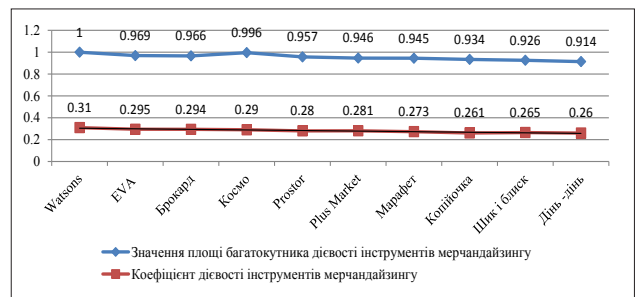 1.2
1
0.8
0.6
0.4
0.2
0
1 0.969 0.966 0.996 0.957 0.946 0.945 0.934 0.926 0.914
0.31 0.295 0.294 0.29 0.28 0.281 0.273 0.261 0.265 0.26
Watsons EVA Брокард Космо Prostor Plus Market Марафет Копійочка Шик і блиск Дінь -дінь
Значення площі багатокутника дієвості інструментів мерчандайзингу
Коефіцієнт дієвості інструментів мерчандайзингу